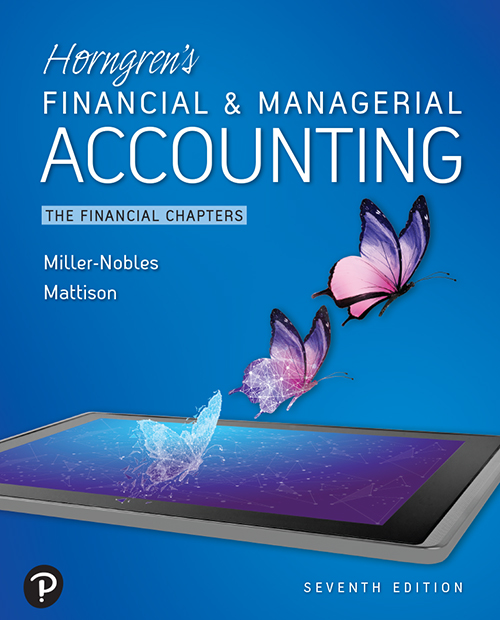 Horngren's
FINANCIAL & MANAGERIAL
ACCOUNTING
THE FINANCIAL CHAPTERS
Miller-Nobles
Mattison
P
SEVENTH EDITION